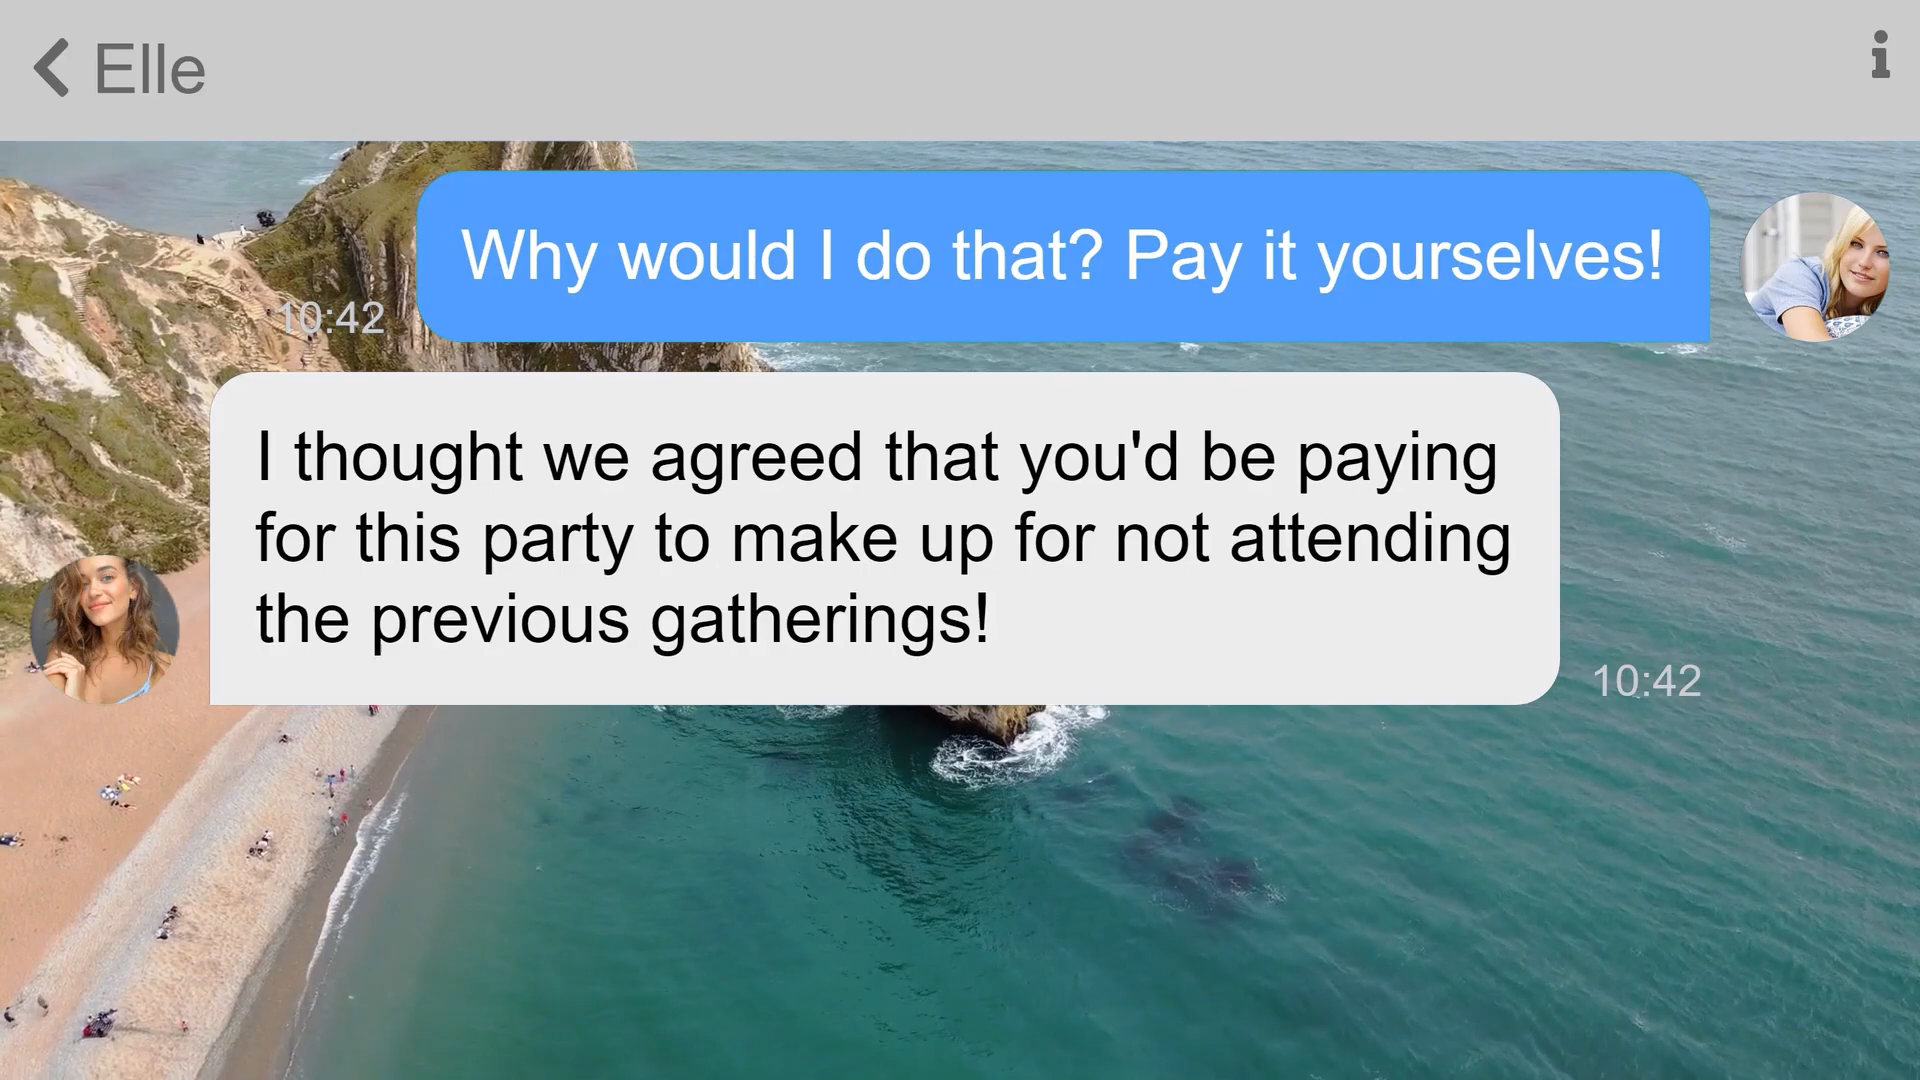 Elle
Why would I do that? Pay it yourselves!
10:42
I thought we agreed that you'd be paying
for this party to make up for not attending
the previous gatherings!
10:42